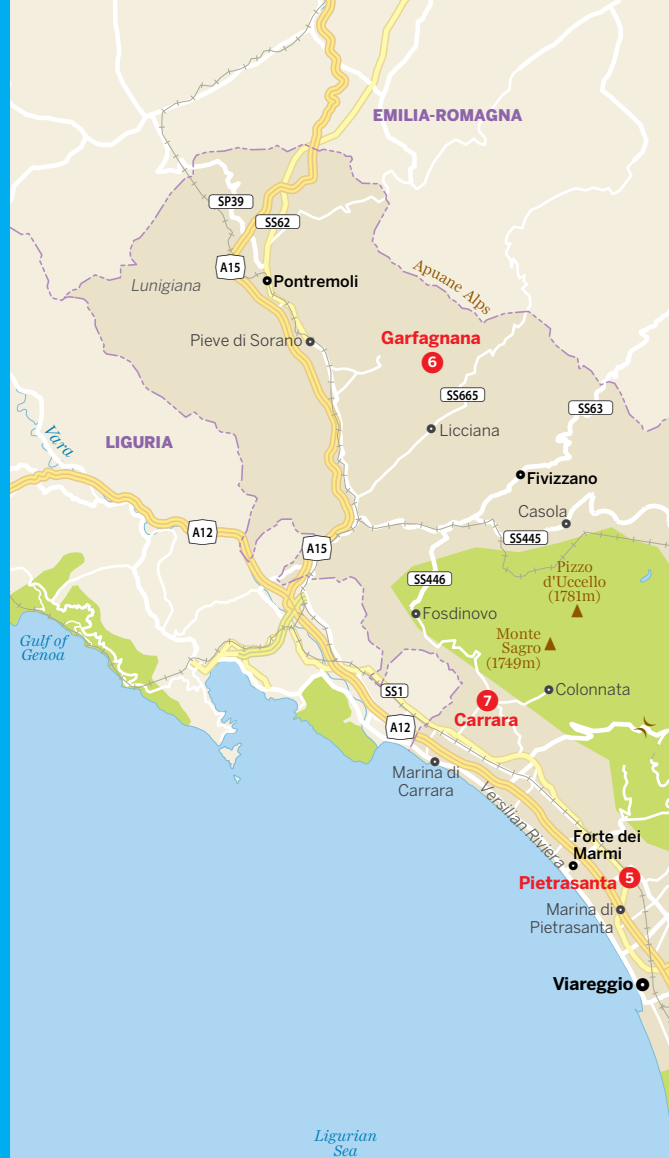 EMILIA-ROMAGNA
SP39
SS62
A15
Lunigiana
Pontremoli
Apuane Alps
Pieve di Sorano
Garfagnana
6
SS665
SS63
Licciana
Vara
LIGURIA
Fivizzano
Casola
A12
SS445
A15
Pizzo
d'Uccello
(1781m)
SS446
Fosdinovo
Gulf of
Genoa
Monte
Sagro
(1749m)
SS1
7
Colonnata
Carrara
A12
Marina di
Carrara
Versilian Riviera
Forte dei
Marmi
Pietrasanta
5
Marina di
Pietrasanta
Viareggio
Ligurian
Sea